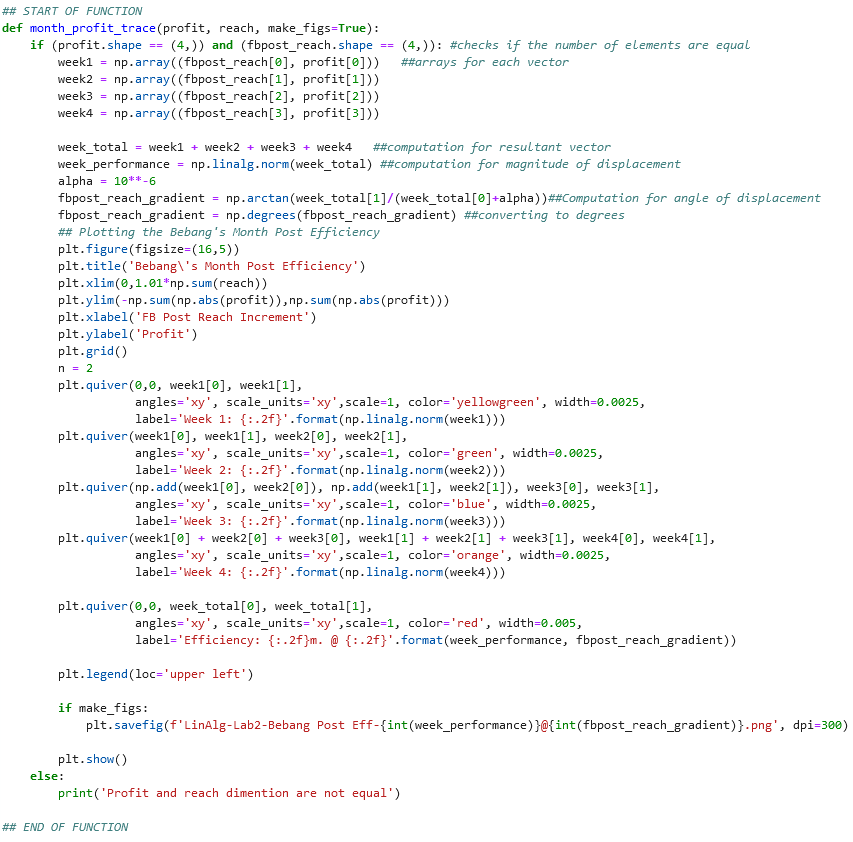 ## START OF FUNCTION
def month_profit_trace(profit, reach, make_figs=True):
    if (profit.shape == (4,)) and (fbpost_reach.shape == (4,)): #checks if the number of elements are equal
        week1 = np.array((fbpost_reach[0], profit[0]))   ##arrays for each vector
        week2 = np.array((fbpost_reach[1], profit[1]))
        week3 = np.array((fbpost_reach[2], profit[2]))
        week4 = np.array((fbpost_reach[3], profit[3]))

        week_total = week1 + week2 + week3 + week4   ##computation for resultant vector
        week_performance = np.linalg.norm(week_total) ##computation for magnitude of displacement
        alpha = 10**-6
        fbpost_reach_gradient = np.arctan(week_total[1]/(week_total[0]+alpha))##Computation for angle of displacement
        fbpost_reach_gradient = np.degrees(fbpost_reach_gradient) ##converting to degrees
        ## Plotting the Bebang's Month Post Efficiency
        plt.figure(figsize=(16,5))
        plt.title('Bebang\'s Month Post Efficiency')
        plt.xlim(0,1.01*np.sum(reach))
        plt.ylim(-np.sum(np.abs(profit)),np.sum(np.abs(profit)))
        plt.xlabel('FB Post Reach Increment')
        plt.ylabel('Profit')
        plt.grid()
        n = 2
        plt.quiver(0,0, week1[0], week1[1],
                   angles='xy', scale_units='xy',scale=1, color='yellowgreen', width=0.0025,
                   label='Week 1: {:.2f}'.format(np.linalg.norm(week1)))
        plt.quiver(week1[0], week1[1], week2[0], week2[1],
                   angles='xy', scale_units='xy',scale=1, color='green', width=0.0025,
                   label='Week 2: {:.2f}'.format(np.linalg.norm(week2)))
        plt.quiver(np.add(week1[0], week2[0]), np.add(week1[1], week2[1]), week3[0], week3[1],
                   angles='xy', scale_units='xy',scale=1, color='blue', width=0.0025,
                   label='Week 3: {:.2f}'.format(np.linalg.norm(week3)))
        plt.quiver(week1[0] + week2[0] + week3[0], week1[1] + week2[1] + week3[1], week4[0], week4[1],
                   angles='xy', scale_units='xy',scale=1, color='orange', width=0.0025,
                   label='Week 4: {:.2f}'.format(np.linalg.norm(week4)))

        plt.quiver(0,0, week_total[0], week_total[1],
                   angles='xy', scale_units='xy',scale=1, color='red', width=0.005,
                   label='Efficiency: {:.2f}m. @ {:.2f}'.format(week_performance, fbpost_reach_gradient))

        plt.legend(loc='upper left')

        if make_figs:
            plt.savefig(f'LinAlg-Lab2-Bebang Post Eff-{int(week_performance)}@{int(fbpost_reach_gradient)}.png', dpi=300)

        plt.show()
    else:
        print('Profit and reach dimention are not equal')

## END OF FUNCTION